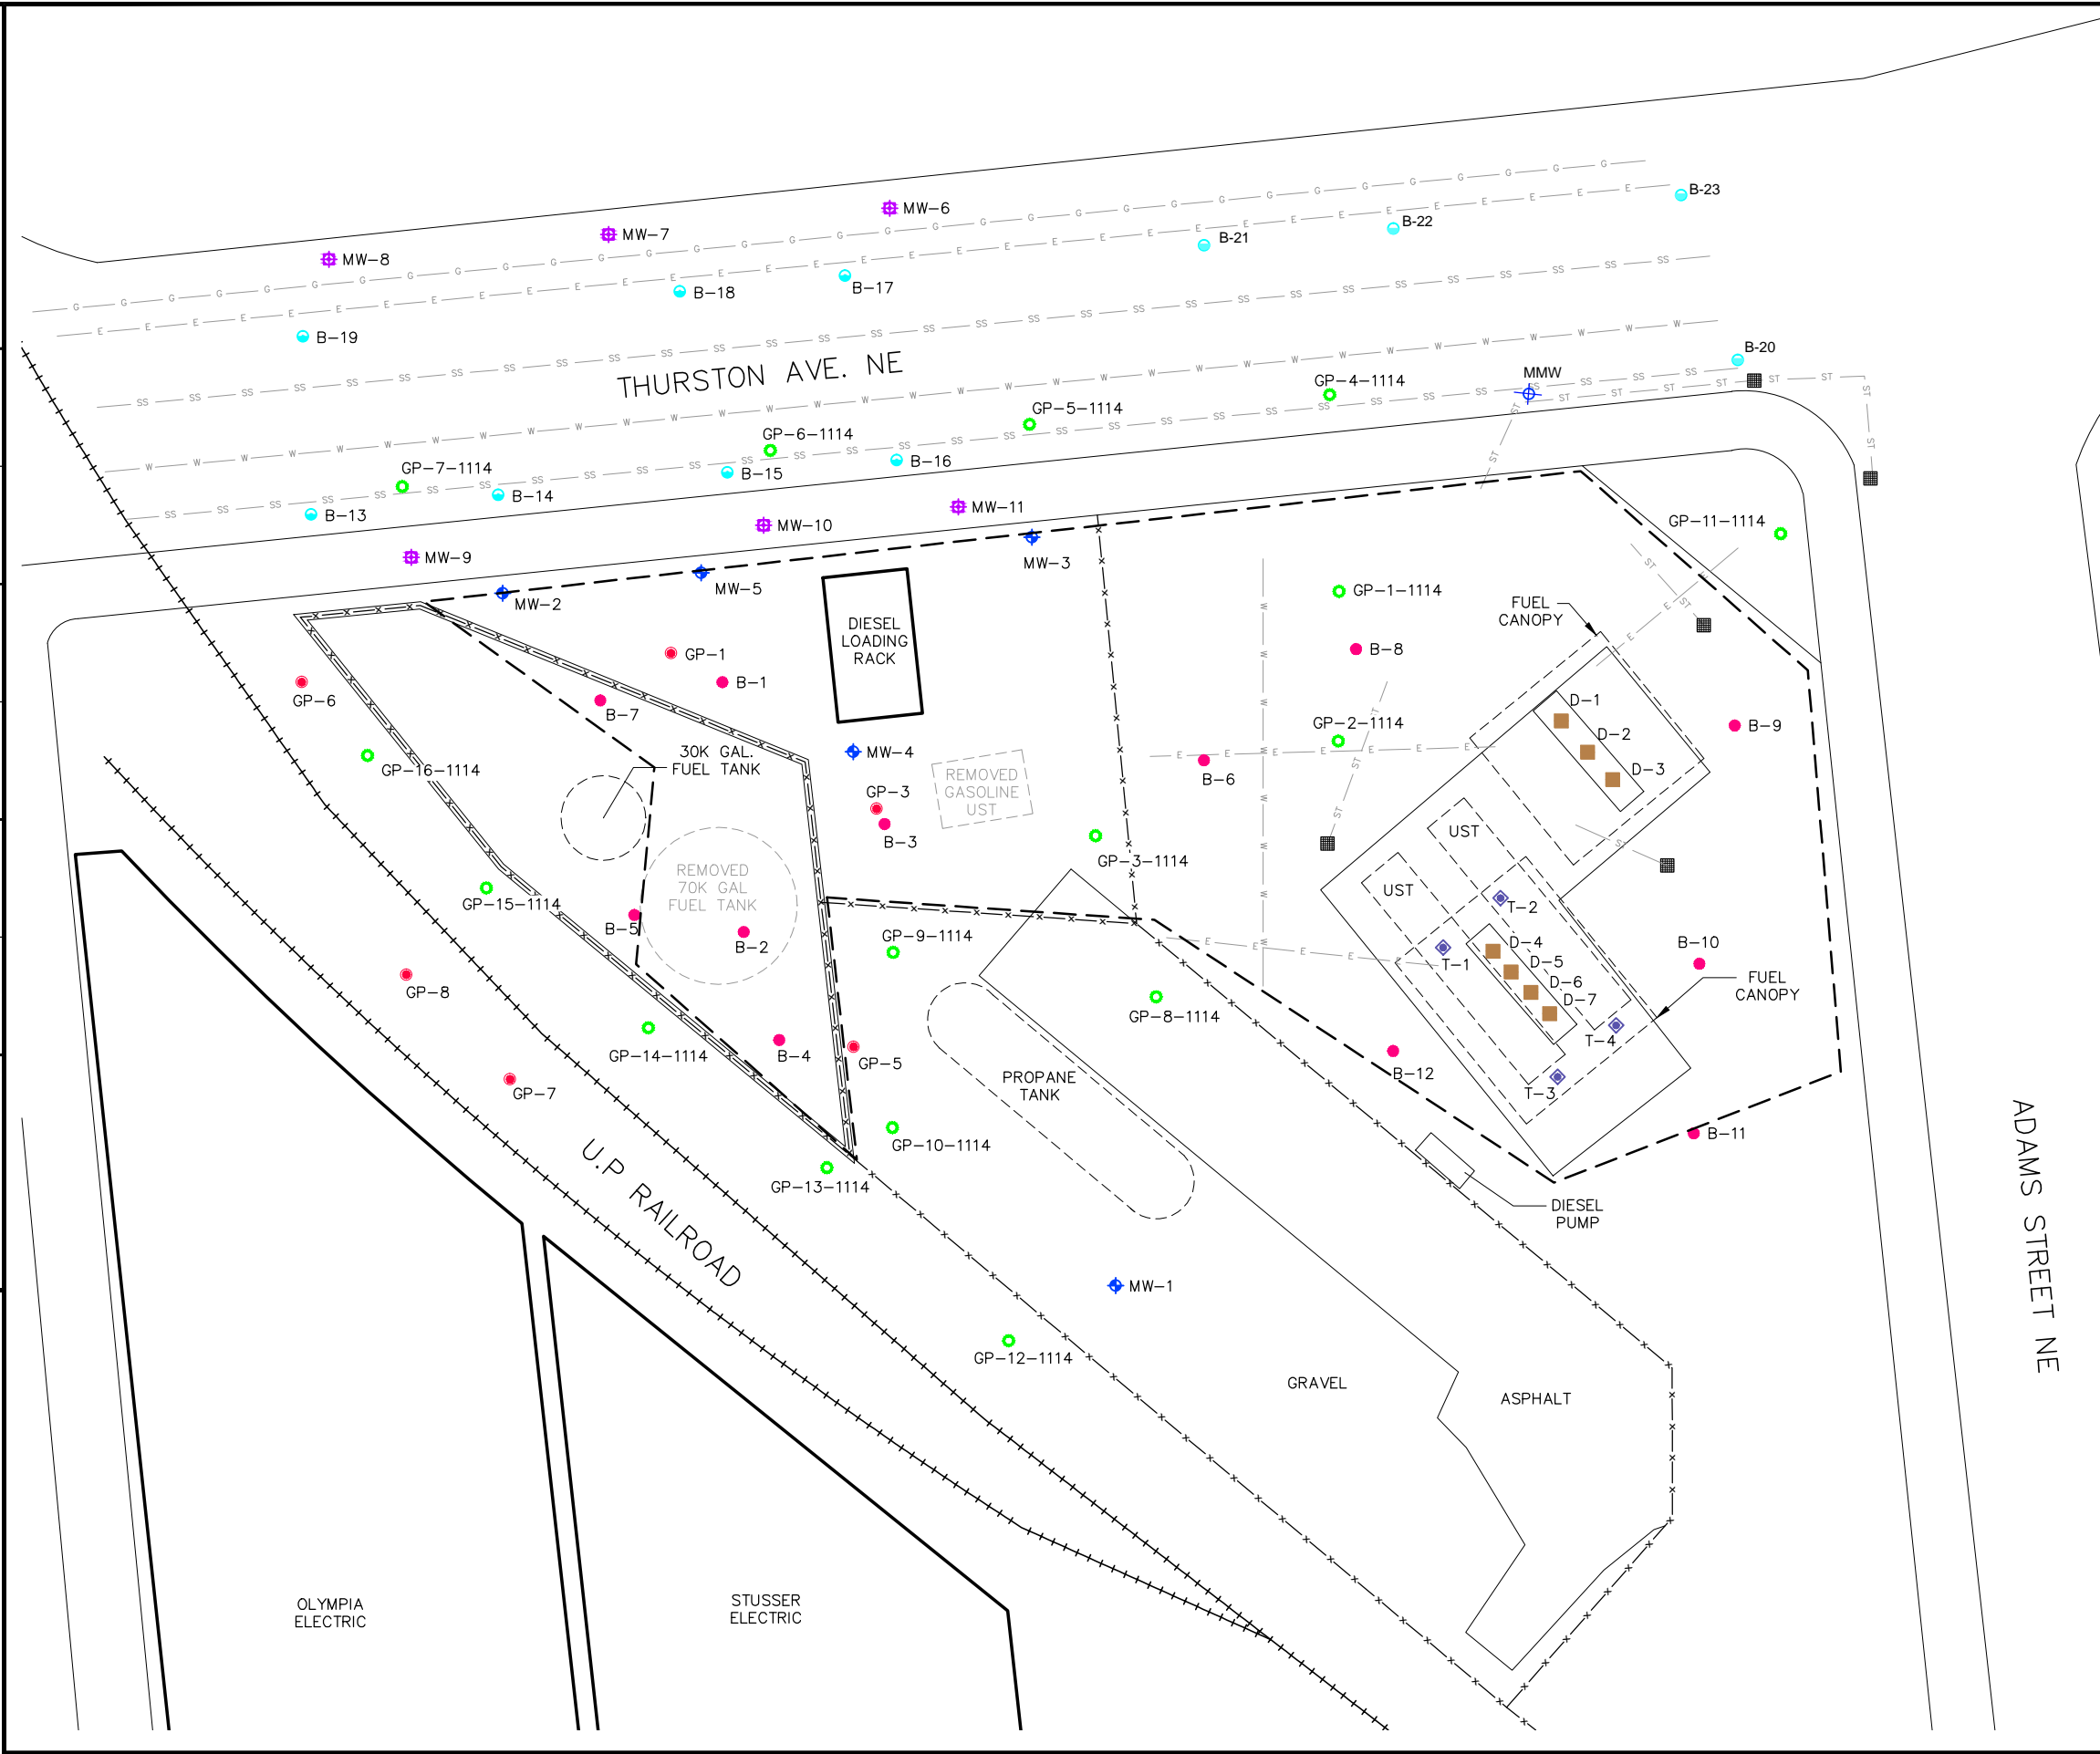 B-23
MW-6
B-22
MW-7
B-21
MW-8
B-17
B-18
B-19
B-20
THURSTON AVE. NE
MMW
GP-4-1114
GP-5-1114
GP-6-1114
B-16
GP-7-1114
B-15
B-14
B-13
MW-11
GP-11-1114
MW-10
MW-9
MW-3
MW-5
GP-1-1114
MW-2
FUEL
CANOPY
DIESEL
LOADING
RACK
B-8
GP-1
B-1
GP-6
B-7
D-1
D-2
D-3
B-9
GP-2-1114
30K GAL.
FUEL TANK
MW-4
GP-16-1114
REMOVED
GASOLINE
UST
B-6
GP-3
B-3
UST
GP-3-1114
REMOVED
70K GAL
FUEL TANK
UST
GP-15-1114
T-2
B-5
B-2
GP-9-1114
D-4
D-5
D-6
D-7
T-1
B-10
GP-8
FUEL
CANOPY
GP-8-1114
GP-14-1114
B-4
GP-5
T-4
B-12
PROPANE
TANK
T-3
GP-7
B-11
GP-10-1114
GP-13-1114
U.P RAILROAD
DIESEL
PUMP
ADAMS STREET NE
MW-1
GP-12-1114
GRAVEL
ASPHALT
OLYMPIA
ELECTRIC
STUSSER
ELECTRIC